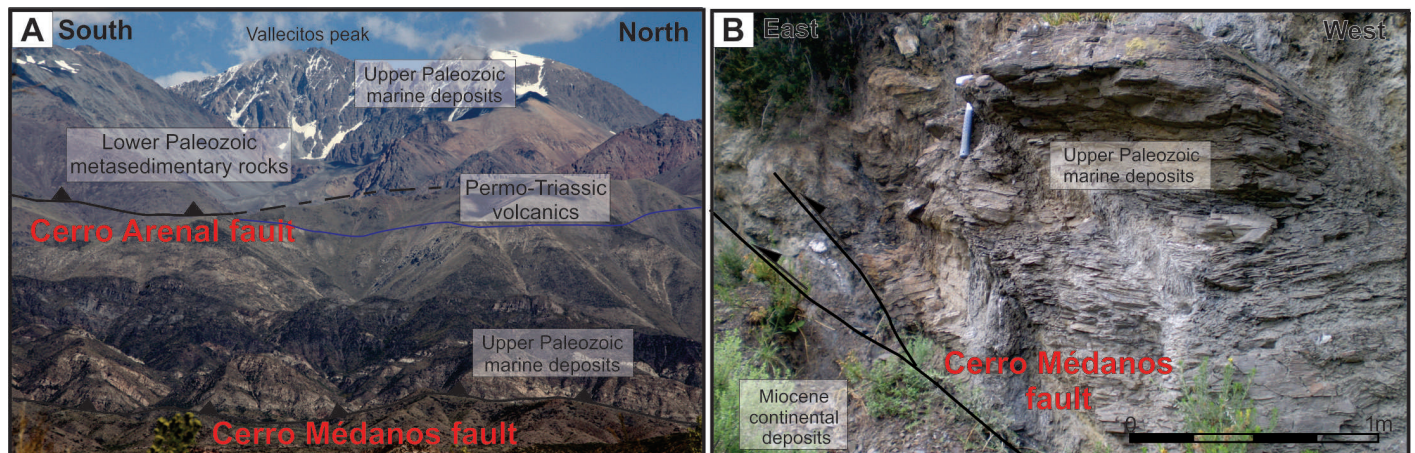 A
South
Vallecitos peak
North
Upper Paleozoic
marine deposits
Lower Paleozoic
metasedimentary rocks
Permo-Triassic
volcanics
Cerro Arenal fauit
Upper Paleozoic
marine deposits
Cerro Médanos fault
B
East
West
Upper Paleozoic
marine deposits
Cerro Médanos
fault
Miocene
continental
deposits
0
1m